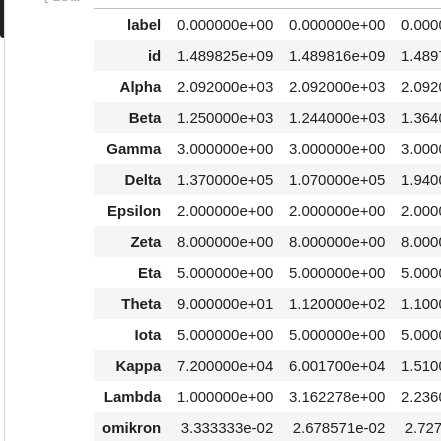 label 0.000000e+00 0.000000e+00 0.000
id 1.489825e+09 1.489816e+09 1.489
Alpha 2.092000e+03 2.092000e+03 2.092
Beta 1.250000e+03 1.244000e+03 1.364
Gamma 3.000000e+00 3.000000e+00 3.000
Delta 1.370000e+05 1.070000e+05 1.940
Epsilon 2.000000e+00 2.000000e+00 2.000
Zeta 8.000000e+00 8.000000e+00 8.000
Eta 5.000000e+00 5.000000e+00 5.000
Theta 9.000000e+01 1.120000e+02 1.100
Iota 5.000000e+00 5.000000e+00 5.000
Kappa 7.200000e+04 6.001700e+04 1.510
Lambda 1.000000e+00 3.162278e+00 2.236
omikron 3.333333e-02 2.678571e-02 2.727